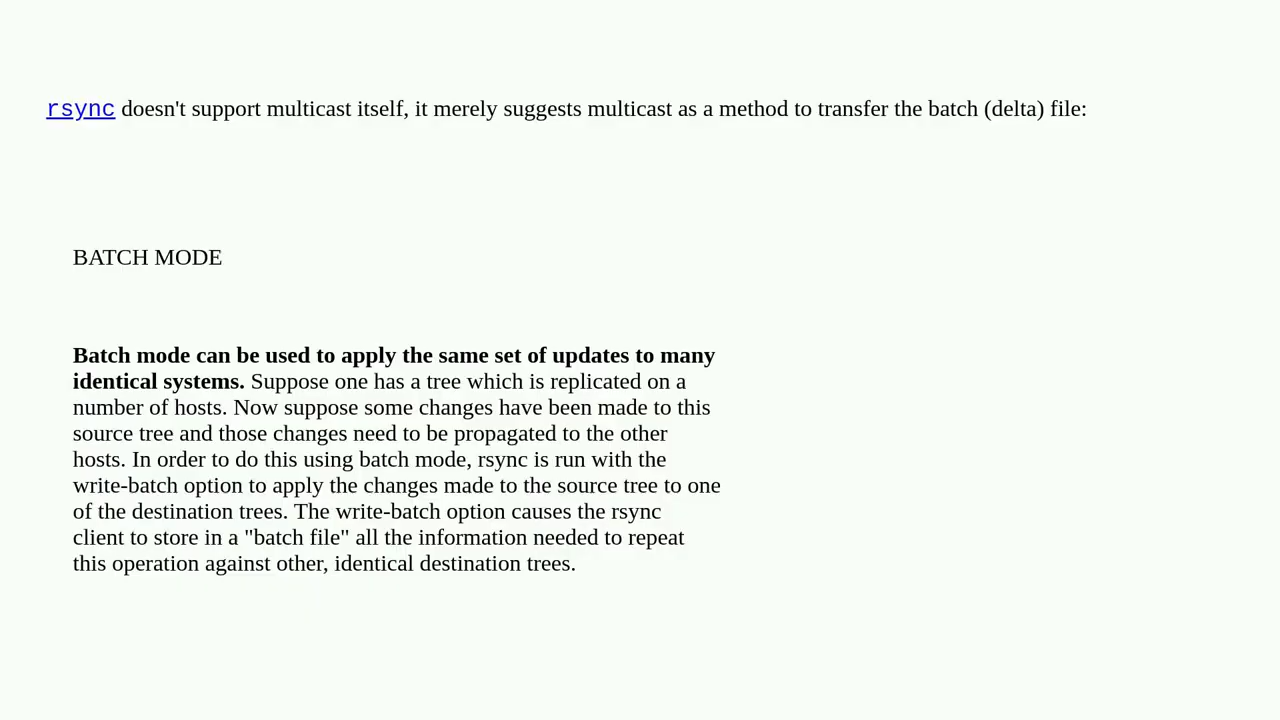 rsync doesn't support multicast itself, it merely suggests multicast as a method to transfer the batch (delta) file:
BATCH MODE
Batch mode can be used to apply the same set of updates to many
identical systems. Suppose one has a tree which is replicated on a
number of hosts. Now suppose some changes have been made to this
source tree and those changes need to be propagated to the other
hosts. In order to do this using batch mode, rsync is run with the
write-batch option to apply the changes made to the source tree to one
of the destination trees. The write-batch option causes the rsync
client to store in a "batch file" all the information needed to repeat
this operation against other, identical destination trees.